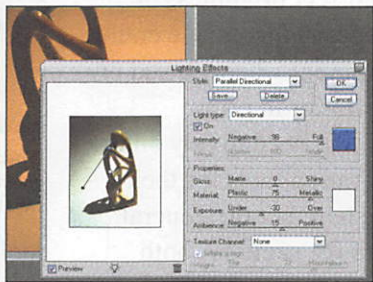 Lighting Effects
Style: Parallel Directional
OK
Save... Delete
Cancel
Light type: Directional
On
Intensity: Negative 98 Full
Properties:
Gloss: Matte 0 Shiny
Material: Plastic 75 Metallic
Exposure: Under -30 Over
Ambience: Negative 15 Positive
Texture Channel: None
Preview